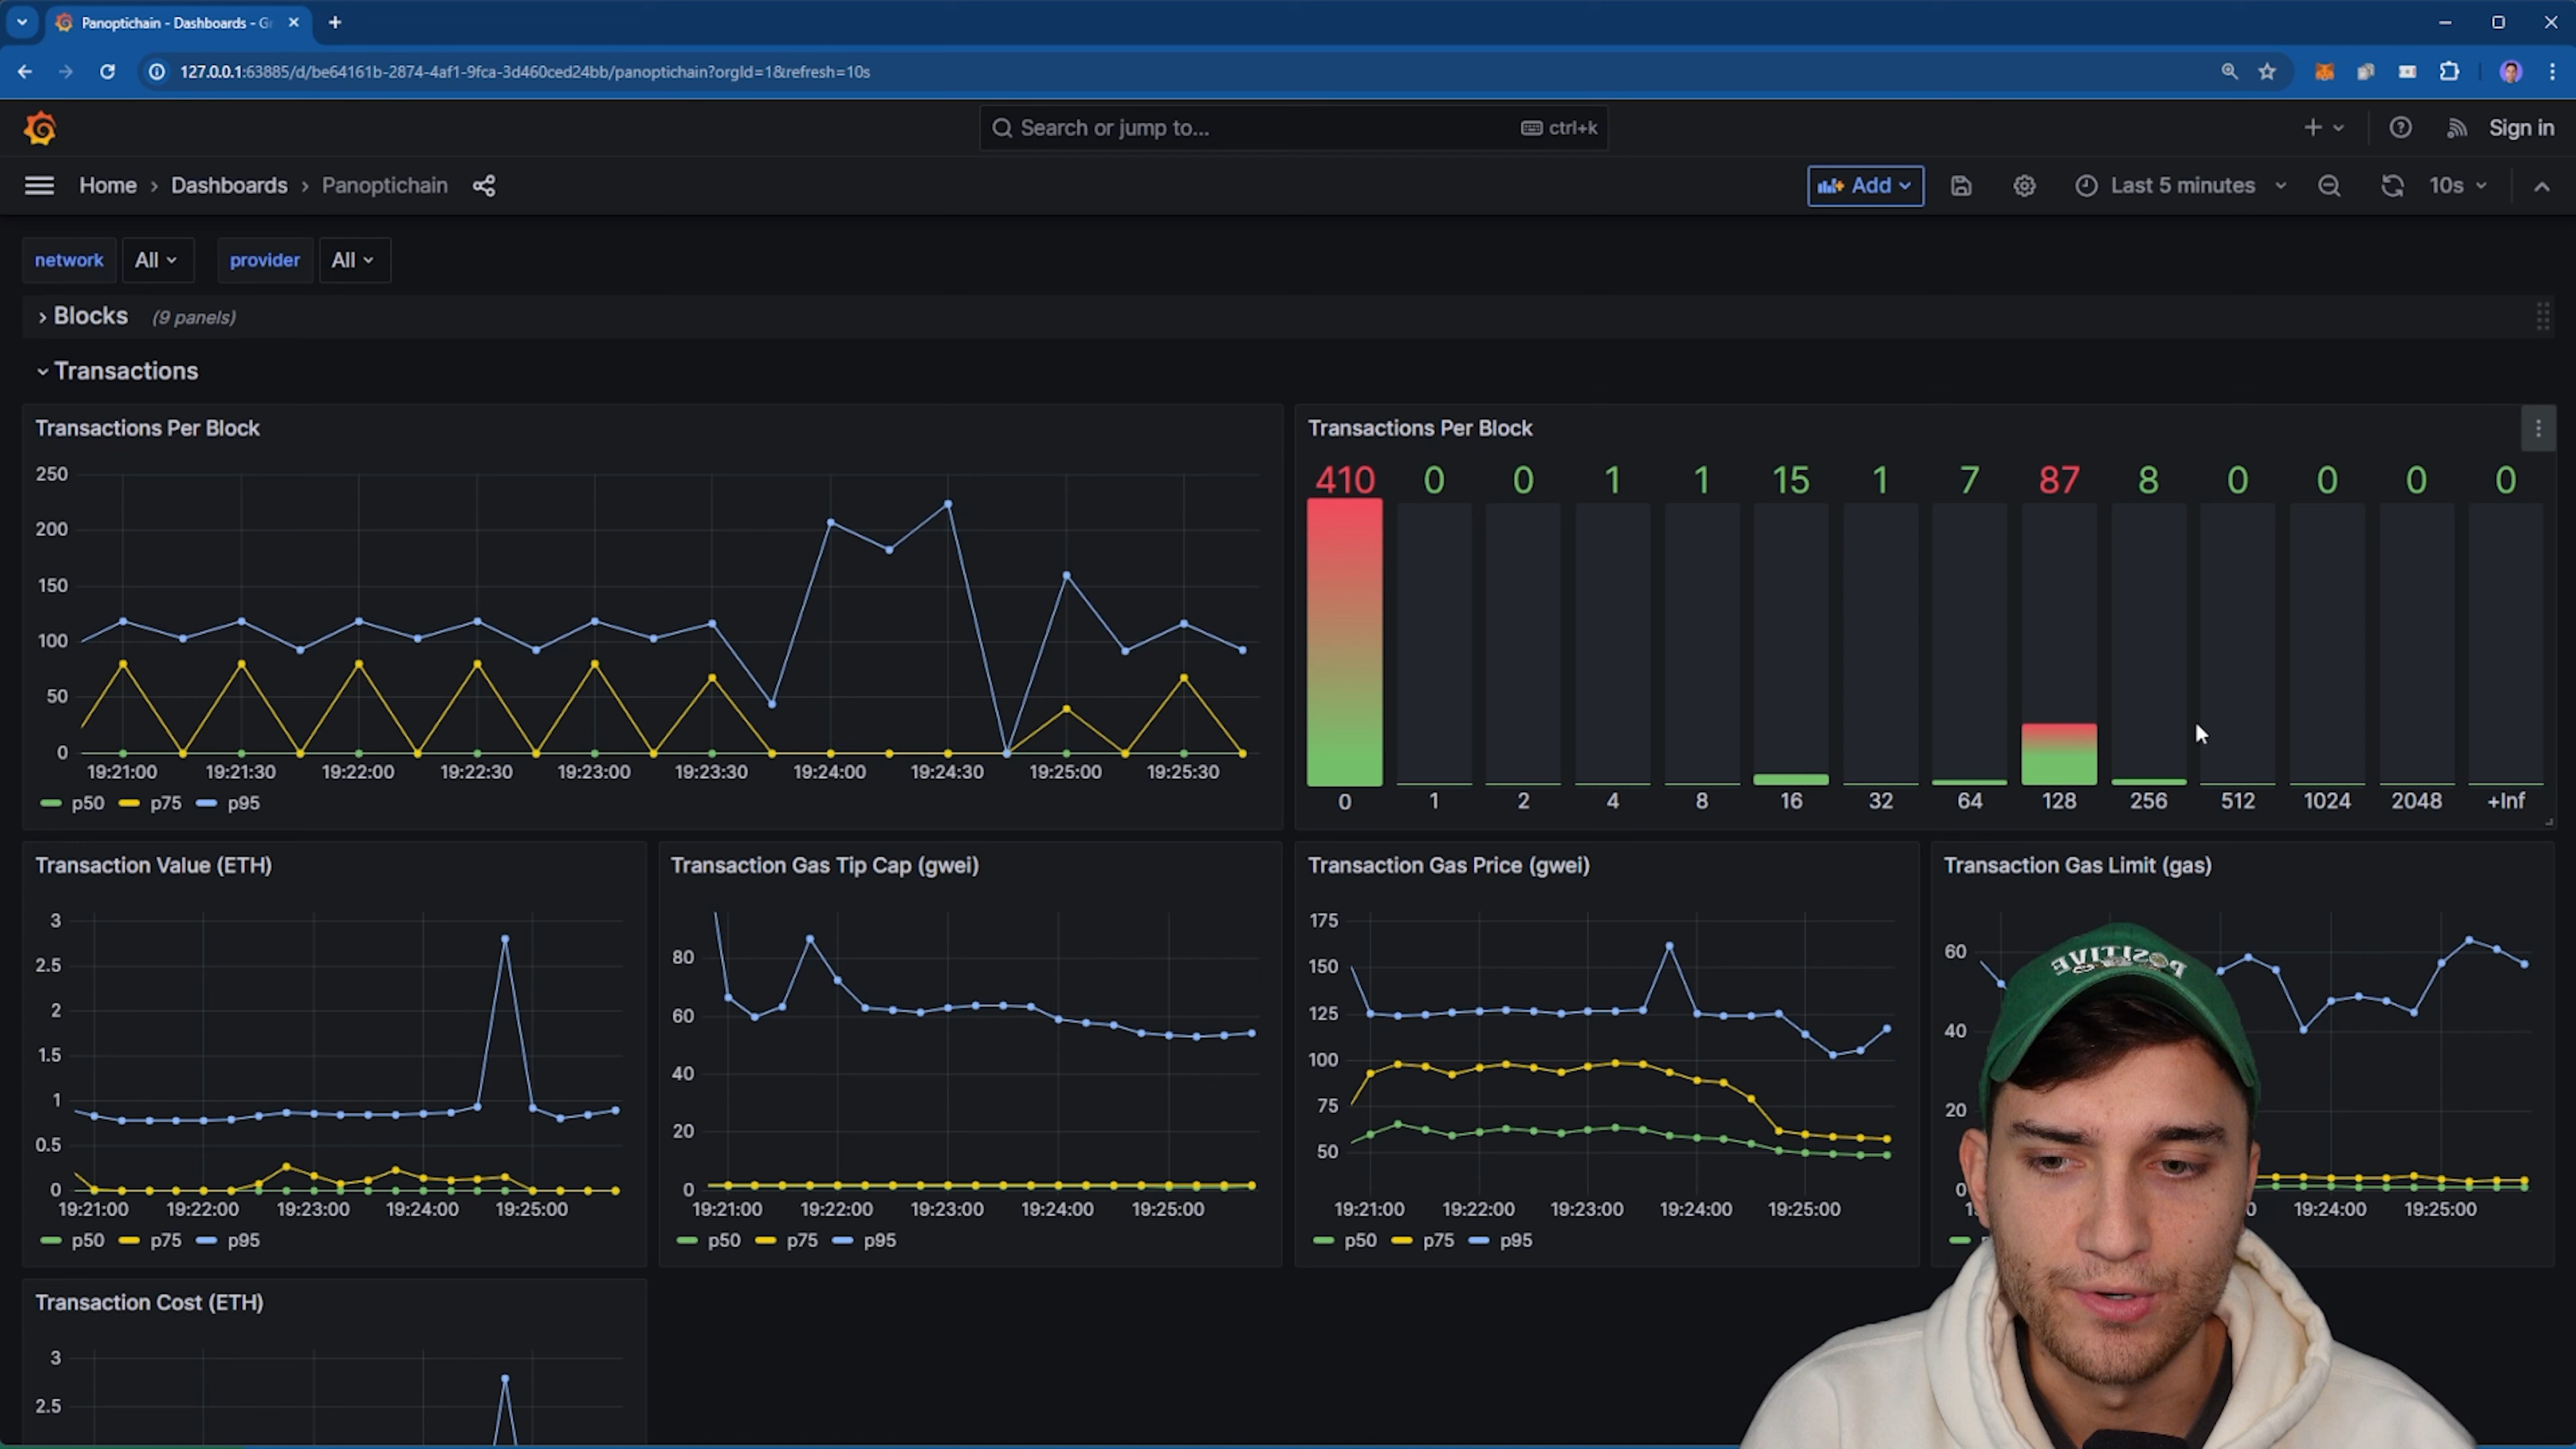 Panoptichain - Dashboards - Gr
127.0.0.1:63885/d/be64161b-2874-4af1-9fca-3d460ced24bb/panoptichain?orgId=1&refresh=10s
Search or jump to... ctrl+k
Sign in
Home › Dashboards › Panoptichain
Add
Last 5 minutes
10s
network All provider All
Blocks (9 panels)
Transactions
Transactions Per Block
250
200
150
100
50
0
19:21:00 19:21:30 19:22:00 19:22:30 19:23:00 19:23:30 19:24:00 19:24:30 19:25:00 19:25:30
p50 p75 p95
Transactions Per Block
410 0 0 1 1 15 1 7 87 8 0 0 0 0
0 1 2 4 8 16 32 64 128 256 512 1024 2048 +Inf
Transaction Value (ETH)
3
2.5
2
1.5
1
0.5
0
19:21:00 19:22:00 19:23:00 19:24:00 19:25:00
p50 p75 p95
Transaction Gas Tip Cap (gwei)
80
60
40
20
0
19:21:00 19:22:00 19:23:00 19:24:00 19:25:00
p50 p75 p95
Transaction Gas Price (gwei)
175
150
125
100
75
50
19:21:00 19:22:00 19:23:00 19:24:00 19:25:00
p50 p75 p95
Transaction Gas Limit (gas)
60
40
20
0
19:24:00 19:25:00
POSITIVE
Transaction Cost (ETH)
3
2.5